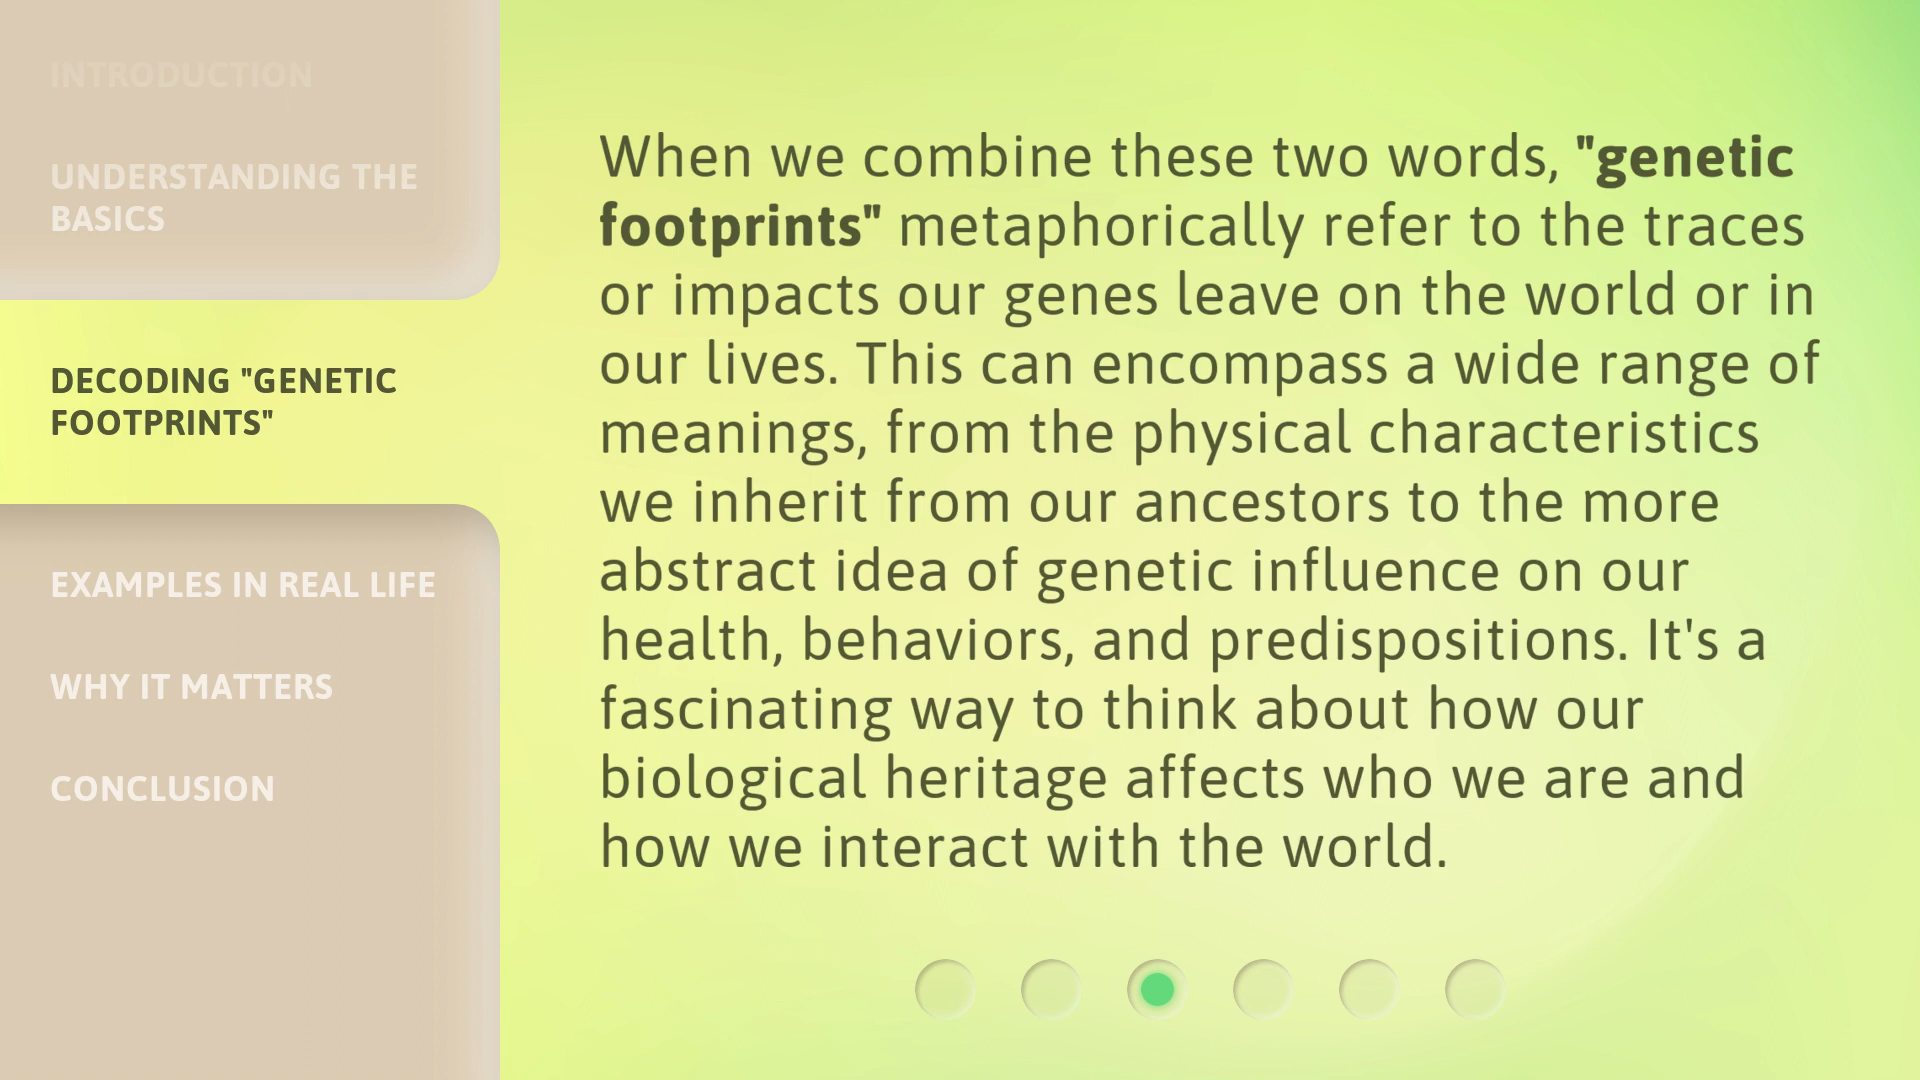 INTRODUCTION
UNDERSTANDING THE
BASICS
DECODING "GENETIC
FOOTPRINTS"
EXAMPLES IN REAL LIFE
WHY IT MATTERS
CONCLUSION
When we combine these two words, "genetic
footprints" metaphorically refer to the traces
or impacts our genes leave on the world or in
our lives. This can encompass a wide range of
meanings, from the physical characteristics
we inherit from our ancestors to the more
abstract idea of genetic influence on our
health, behaviors, and predispositions. It's a
fascinating way to think about how our
biological heritage affects who we are and
how we interact with the world.